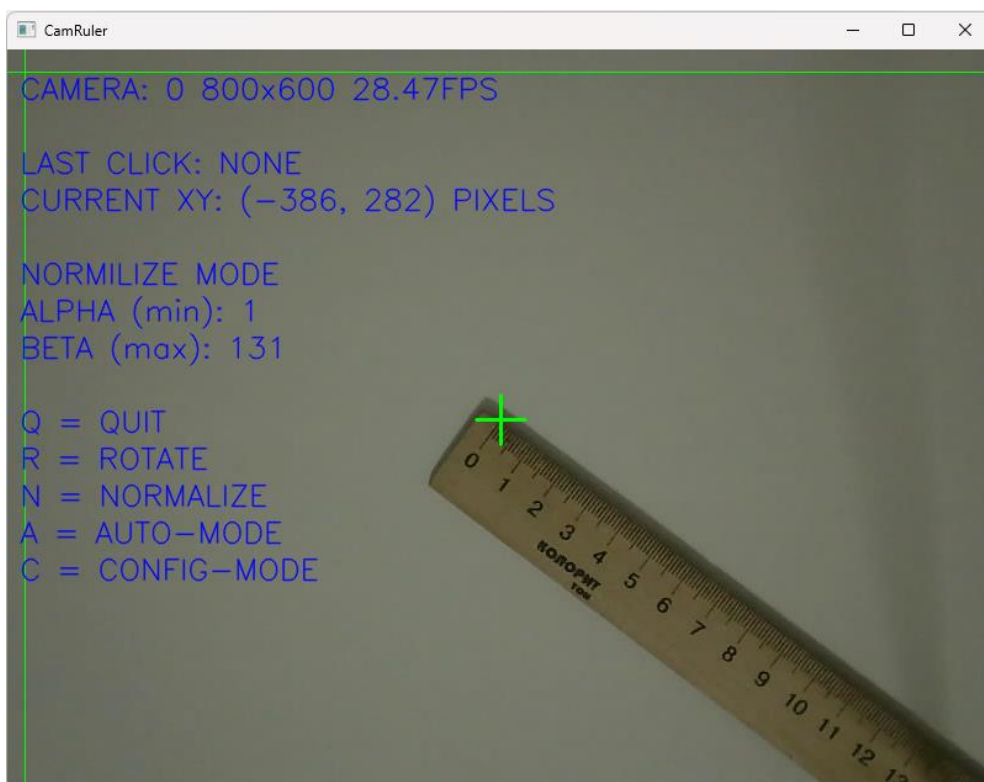 CamRuler
CAMERA: 0 800x600 28.47FPS
LAST CLICK: NONE
CURRENT XY: (-386, 282) PIXELS
NORMILIZE MODE
ALPHA (min): 1
BETA (max): 131
Q = QUIT
R = ROTATE
N = NORMALIZE
A = AUTO-MODE
C = CONFIG-MODE
0 1 2 3 4 5 6 7 8 9 10 11 12 13
КОЛОРИТ
ТОН